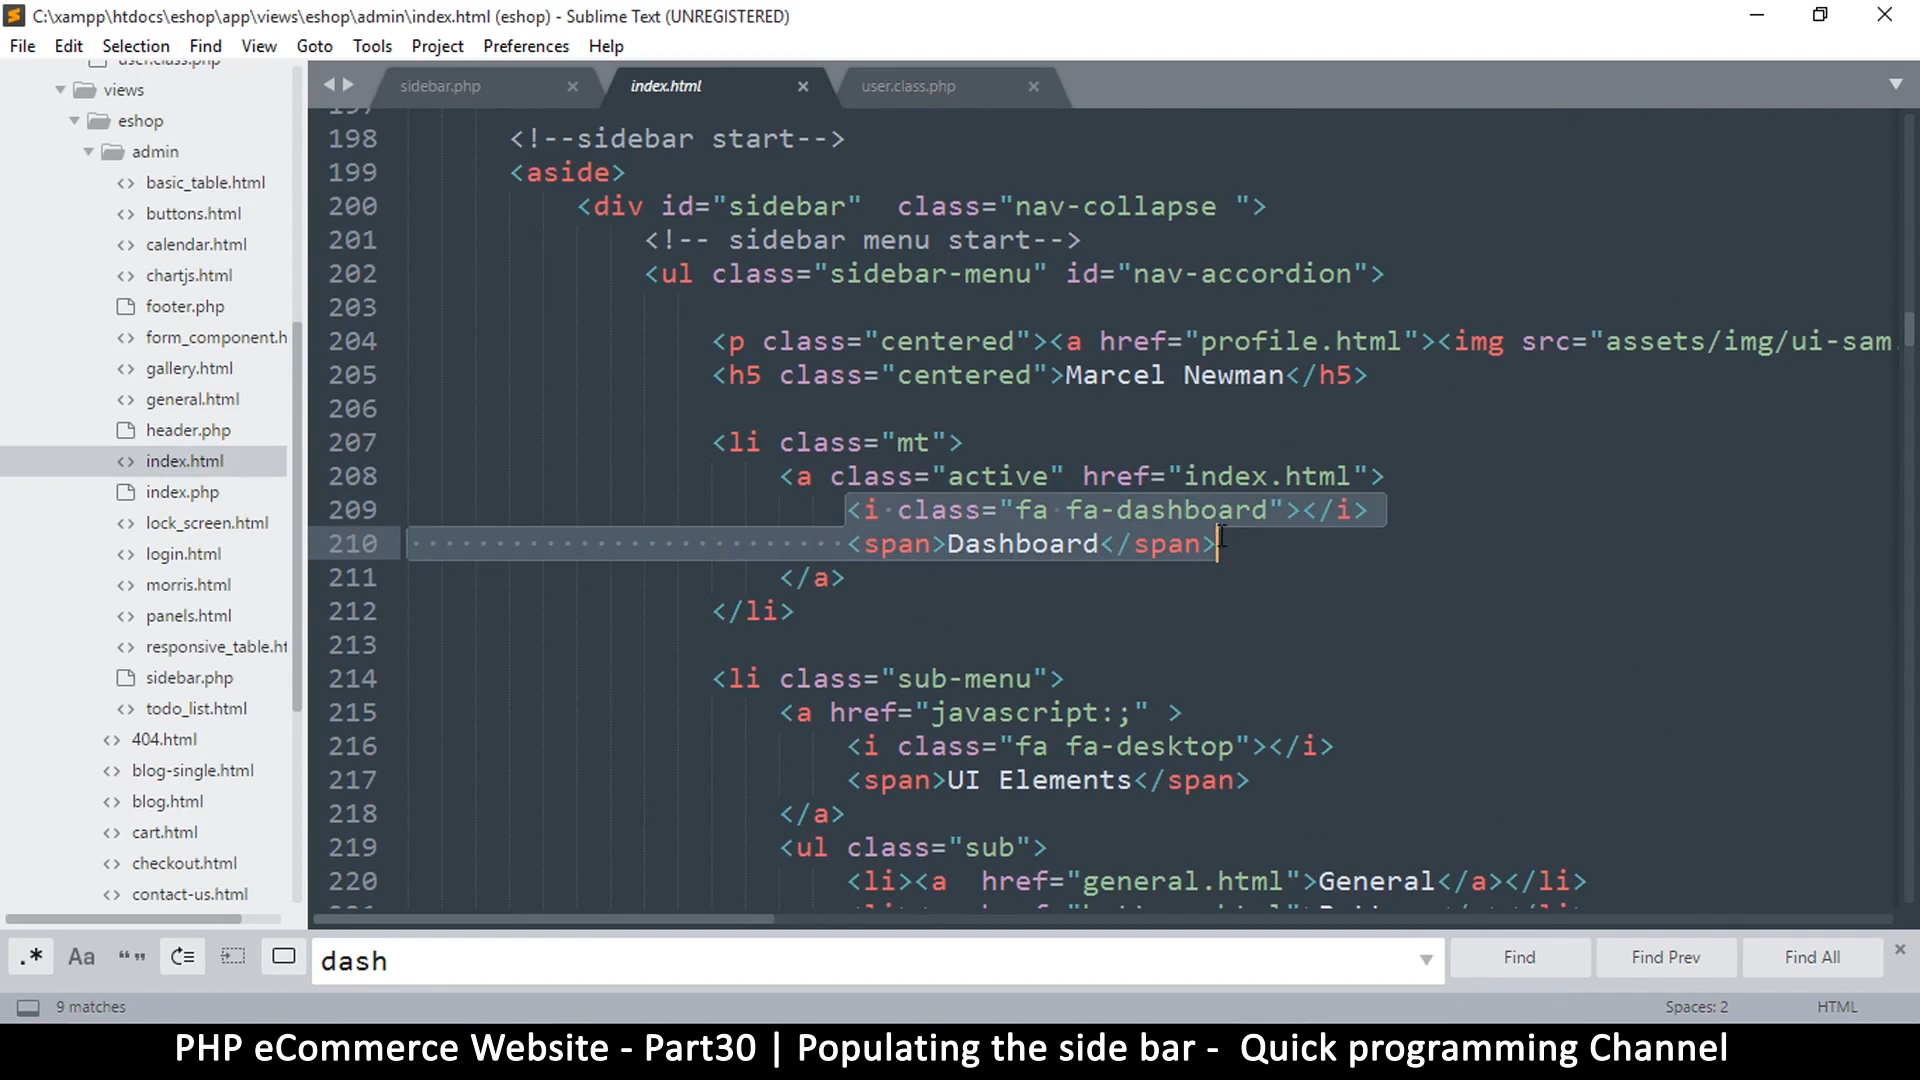 C:\xampp\htdocs\eshop\app\views\eshop\admin\index.html (eshop) - Sublime Text (UNREGISTERED)
File Edit Selection Find View Goto Tools Project Preferences Help
user.class.php
views
eshop
admin
basic_table.html
buttons.html
calendar.html
chartjs.html
footer.php
form_component.h
gallery.html
general.html
header.php
index.html
index.php
lock_screen.html
login.html
morris.html
panels.html
responsive_table.ht
sidebar.php
todo_list.html
404.html
blog-single.html
blog.html
cart.html
checkout.html
contact-us.html
sidebar.php index.html user.class.php
197
198 <!--sidebar start-->
199 <aside>
200 <div id="sidebar"  class="nav-collapse ">
201 <!-- sidebar menu start-->
202 <ul class="sidebar-menu" id="nav-accordion">
203
204 <p class="centered"><a href="profile.html"><img src="assets/img/ui-sam
205 <h5 class="centered">Marcel Newman</h5>
206
207 <li class="mt">
208 <a class="active" href="index.html">
209 <i class="fa fa-dashboard"></i>
210 <span>Dashboard</span>
211 </a>
212 </li>
213
214 <li class="sub-menu">
215 <a href="javascript:;" >
216 <i class="fa fa-desktop"></i>
217 <span>UI Elements</span>
218 </a>
219 <ul class="sub">
220 <li><a  href="general.html">General</a></li>
.* Aa “ ” dash Find Find Prev Find All
9 matches Spaces: 2 HTML
PHP eCommerce Website - Part30 | Populating the side bar -  Quick programming Channel